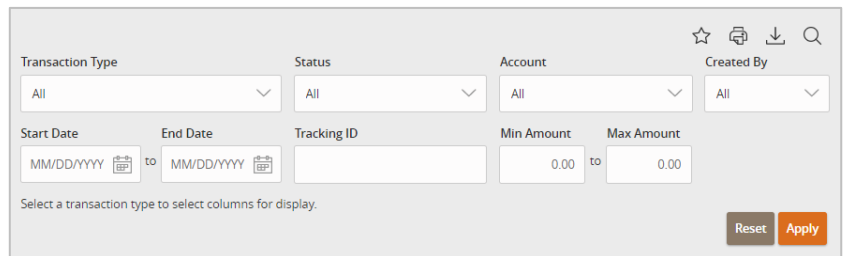 Transaction Type Status Account Created By
All All All All
Start Date End Date Tracking ID Min Amount Max Amount
MM/DD/YYYY to MM/DD/YYYY 0.00 to 0.00
Select a transaction type to select columns for display.
Reset Apply